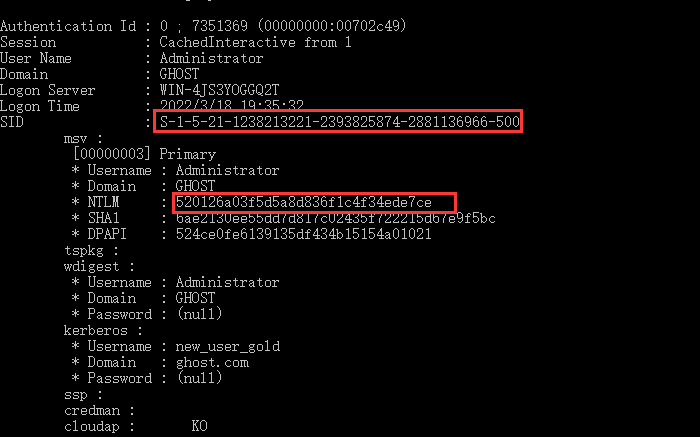 Authentication Id : 0 ; 7351369 (00000000:00702c49)
Session : CachedInteractive from 1
User Name : Administrator
Domain : GHOST
Logon Server : WIN-4JS3YOGGQ2T
Logon Time : 2022/3/18 19:35:32
SID : S-1-5-21-1238213221-2393825874-2881136966-500
msv :
[00000003] Primary
* Username : Administrator
* Domain : GHOST
* NTLM : 520126a03f5d5a8d836f1c4f34ede7ce
* SHA1 : 6ae2130ee55dd7d817c02435f722215d67e9f5bc
* DPAPI : 524ce0fe6139135df434b15154a01021
tspkg :
wdigest :
* Username : Administrator
* Domain : GHOST
* Password : (null)
kerberos :
* Username : new_user_gold
* Domain : ghost.com
* Password : (null)
ssp :
credman :
cloudap : KO